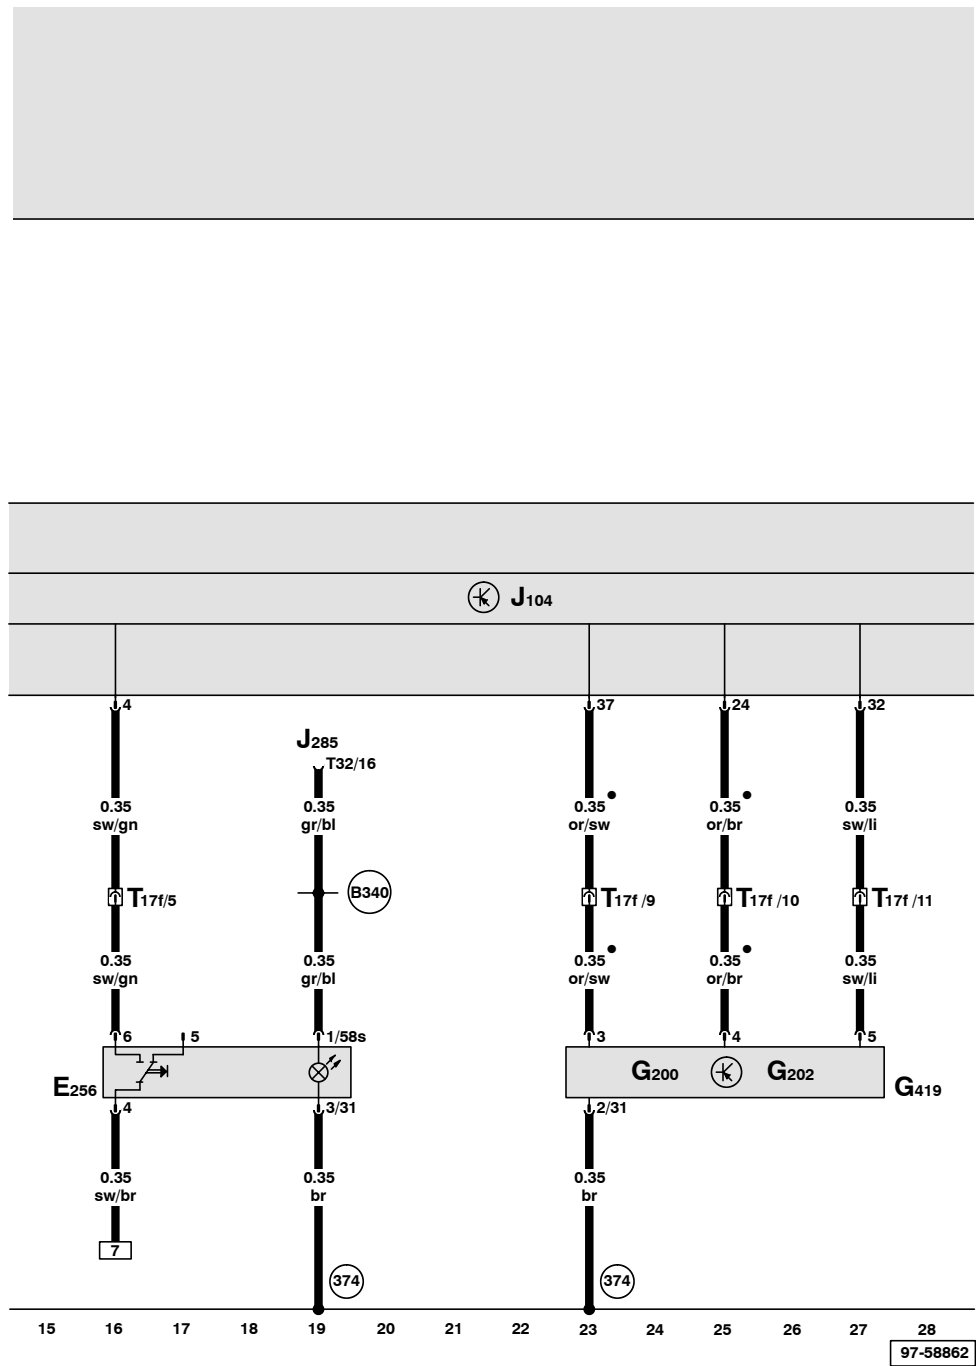 J104
4 37 24 32
J285
T32/16
0.35 0.35 0.35 0.35 0.35
sw/gn gr/bl or/sw or/br sw/li
T17f/5 B340 T17f /9 T17f /10 T17f /11
0.35 0.35 0.35 0.35 0.35
sw/gn gr/bl or/sw or/br sw/li
6 5 1/58s 3 4 5
G200 G202
E256 G419
4 3/31 2/31
0.35 0.35 0.35
sw/br br br
7
374 374
15 16 17 18 19 20 21 22 23 24 25 26 27 28
97-58862